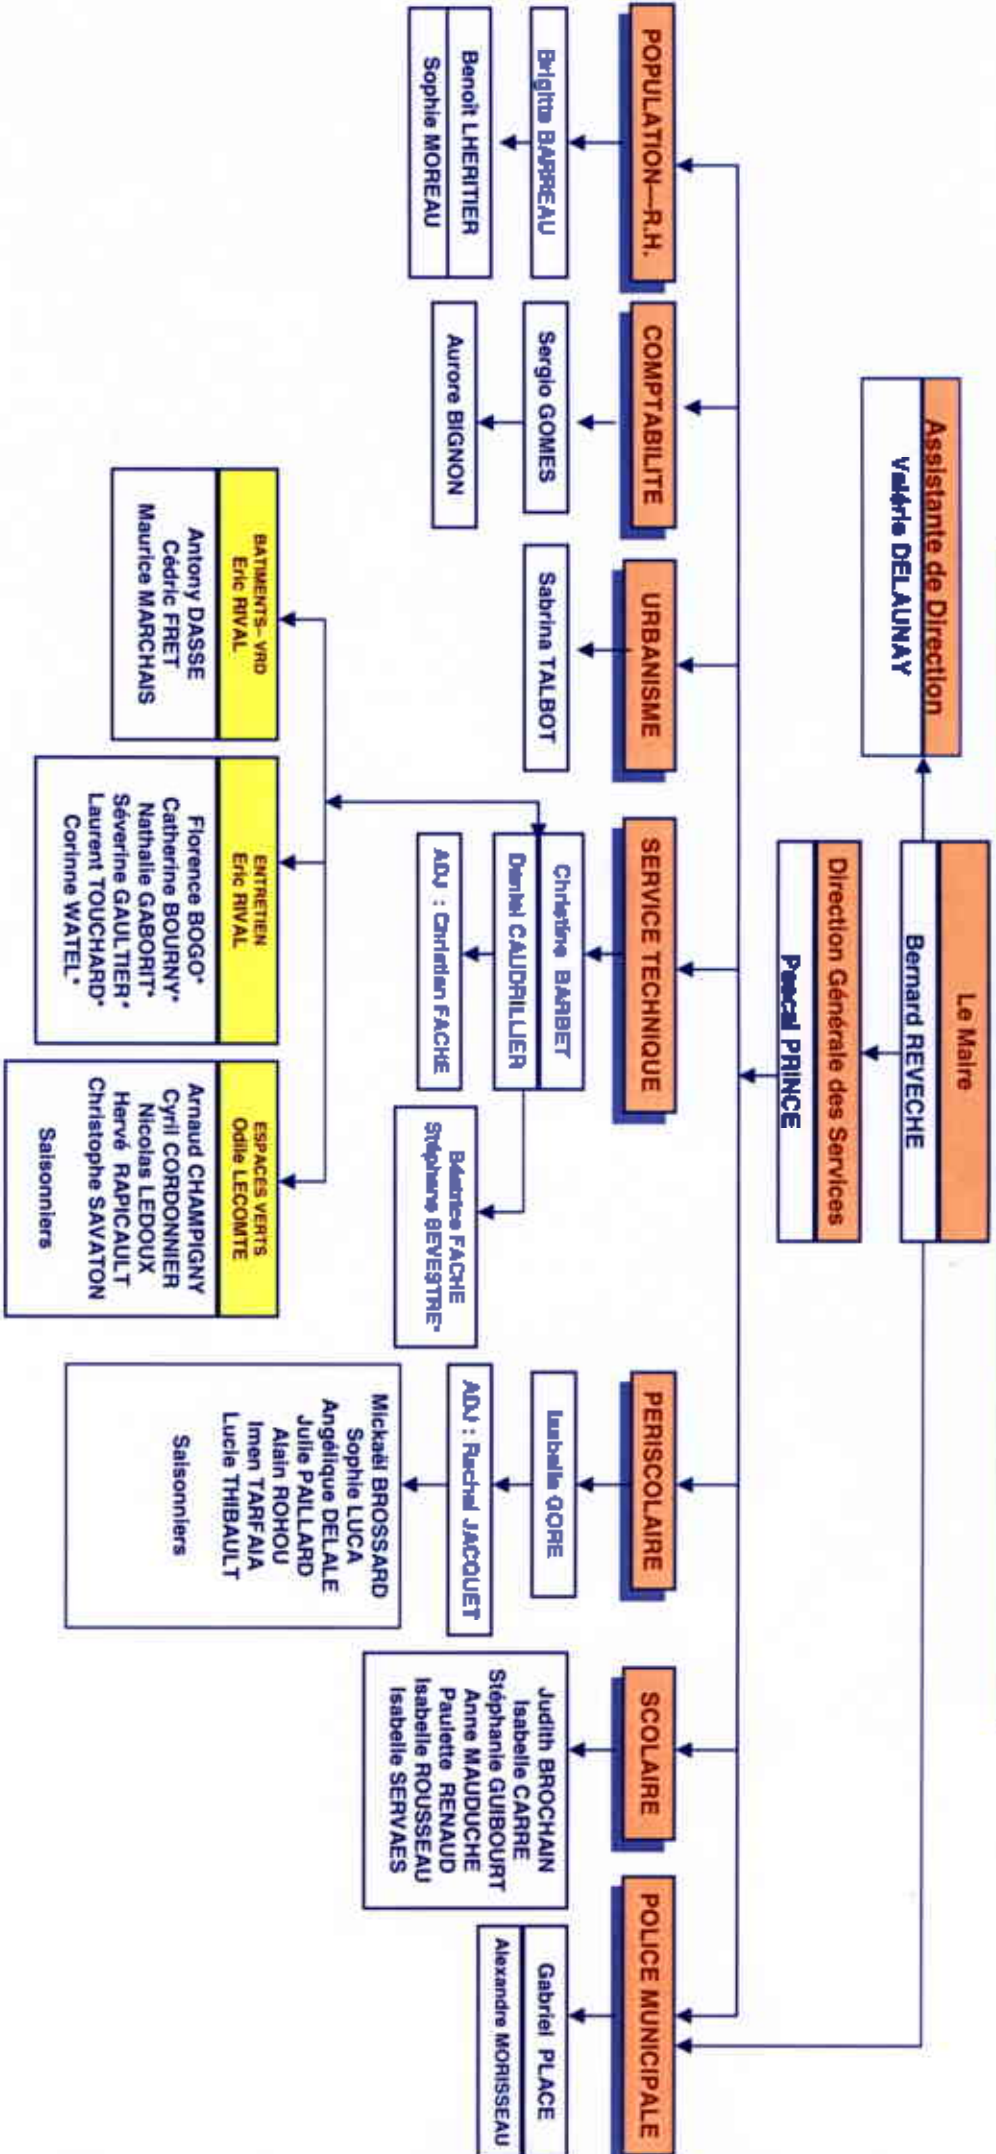 Le Maire
Bernard REVECHE
Assistante de Direction
Valérie DELAUNAY
Direction Générale des Services
Pascal PRINCE
POPULATION—R.H.
Brigitte BARREAU
Benoît LHERITIER
Sophie MOREAU
COMPTABILITE
Sergio GOMES
Aurore BIGNON
URBANISME
Sabrina TALBOT
SERVICE TECHNIQUE
Christine BARBET
Daniel CAUDRILLIER
ADJ : Christian FACHE
Béatrice FACHE
Stéphane BEVESTRE*
BATIMENTS– VRD
Eric RIVAL
Antony DASSE
Cédric FRET
Maurice MARCHAIS
ENTRETIEN
Eric RIVAL
Florence BOGO*
Catherine BOURNY*
Nathalie GABORIT*
Séverine GAULTIER*
Laurent TOUCHARD*
Corinne WATEL*
ESPACES VERTS
Odile LECOMTE
Arnaud CHAMPIGNY
Cyril CORDONNIER
Nicolas LEDOUX
Hervé RAPICAULT
Christophe SAVATON
Saisonniers
PERISCOLAIRE
Isabelle GORE
ADJ : Rachel JACQUET
Mickaël BROSSARD
Sophie LUCA
Angélique DELALE
Julie PAILLARD
Alain ROHOU
Imen TARFAIA
Lucie THIBAULT
Saisonniers
SCOLAIRE
Judith BROCHAIN
Isabelle CARRE
Stéphanie GUIBOURT
Anne MAUDUCHE
Paulette RENAUD
Isabelle ROUSSEAU
Isabelle SERVAES
POLICE MUNICIPALE
Gabriel PLACE
Alexandre MORISSEAU